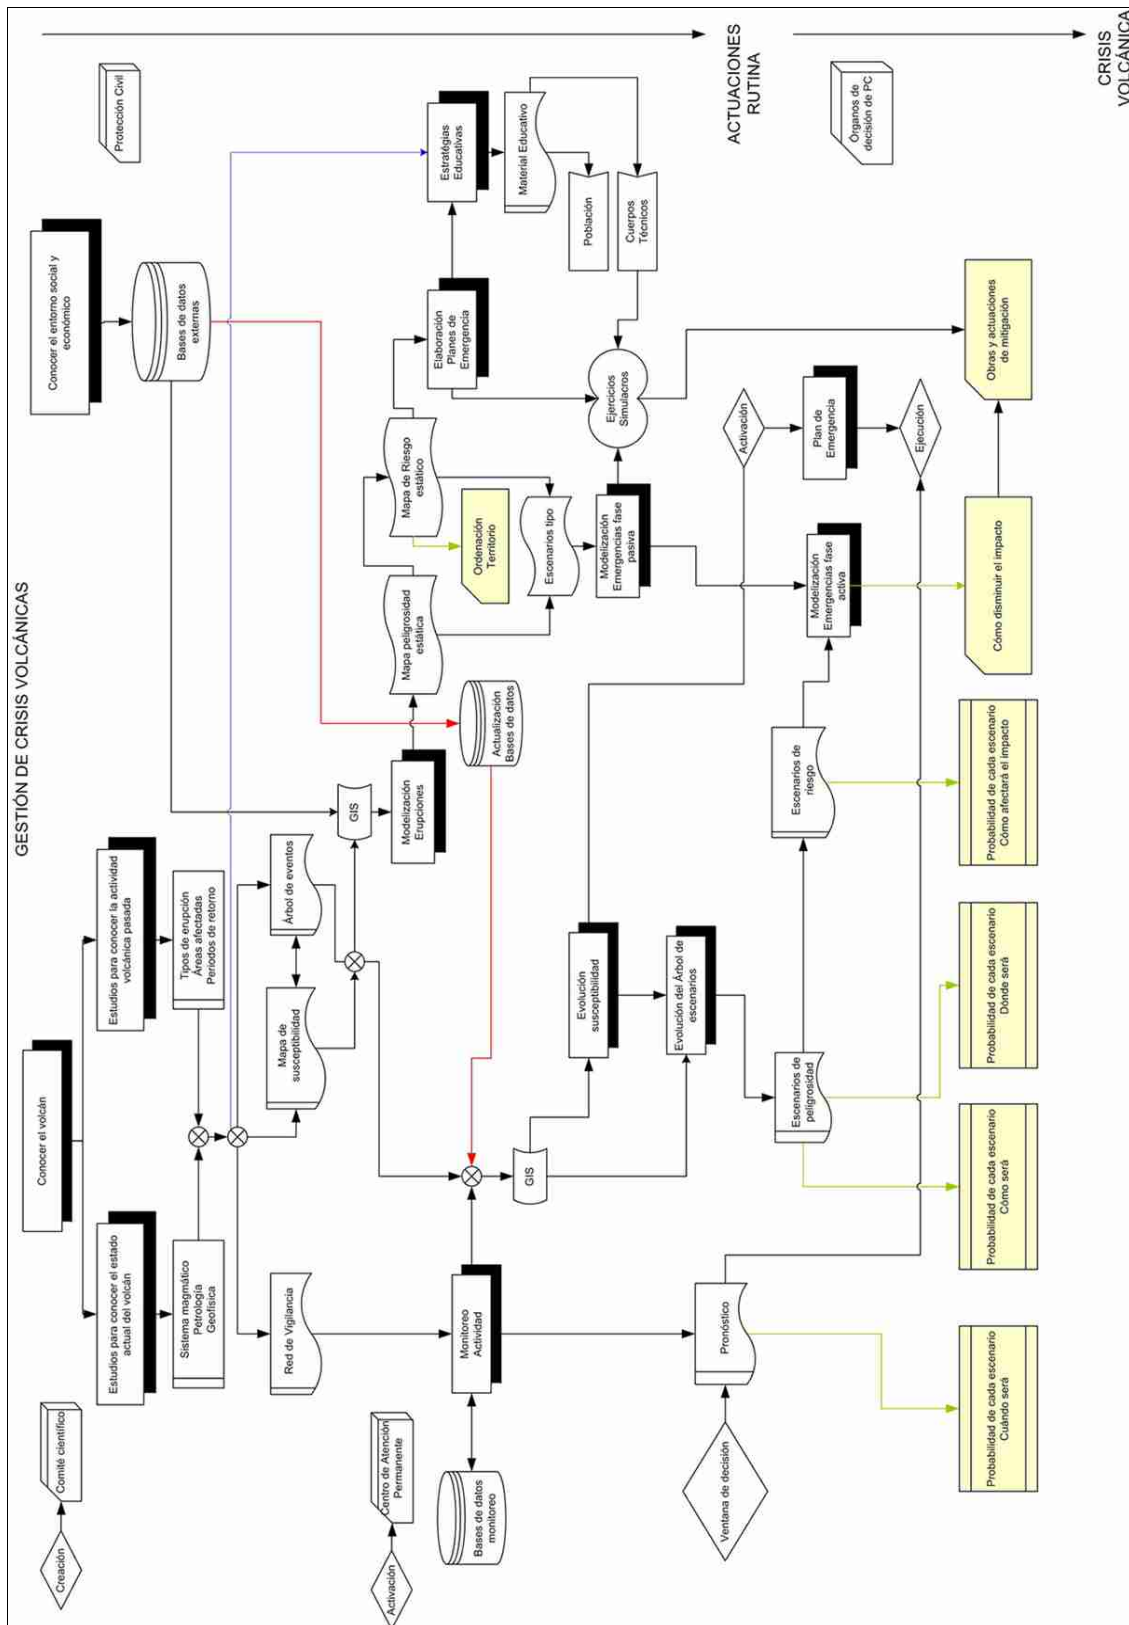 GESTIÓN DE CRISIS VOLCÁNICAS
Creación
Comité científico
Conocer el volcán
Conocer el entorno social y
económico
Protección Civil
Estudios para conocer el estado
actual del volcán
Estudios para conocer la actividad
volcánica pasada
Bases de datos
externas
Sistema magmático
Petrología
Geofísica
Tipos de erupción
Áreas afectadas
Períodos de retorno
Red de Vigilancia
Mapa de
susceptibilidad
Árbol de eventos
GIS
Modelización
Erupciones
Mapa peligrosidad
estática
Mapa de Riesgo
estático
Elaboración
Planes de
Emergencia
Estratégias
Educativas
Activación
Centro de Atención
Permanente
Bases de datos
monitoreo
Monitoreo
Actividad
Actualización
Bases de datos
Ordenación
Territorio
Material Educativo
GIS
Escenarios tipo
Población
Evolución
susceptibilidad
Modelización
Emergencias fase
pasiva
Ejercicios
Simulacros
Cuerpos
Técnicos
Evolución del Árbol de
escenarios
ACTUACIONES
RUTINA
Ventana de decisión
Pronóstico
Activación
Escenarios de
peligrosidad
Escenarios de
riesgo
Modelización
Emergencias fase
activa
Plan de
Emergencia
Órganos de
decisión de PC
Ejecución
Probabilidad de cada escenario
Cuándo será
Probabilidad de cada escenario
Cómo será
Probabilidad de cada escenario
Dónde será
Probabilidad de cada escenario
Cómo afectará el impacto
Cómo disminuir el impacto
Obras y actuaciones
de mitigación
CRISIS
VOLCÁNICA